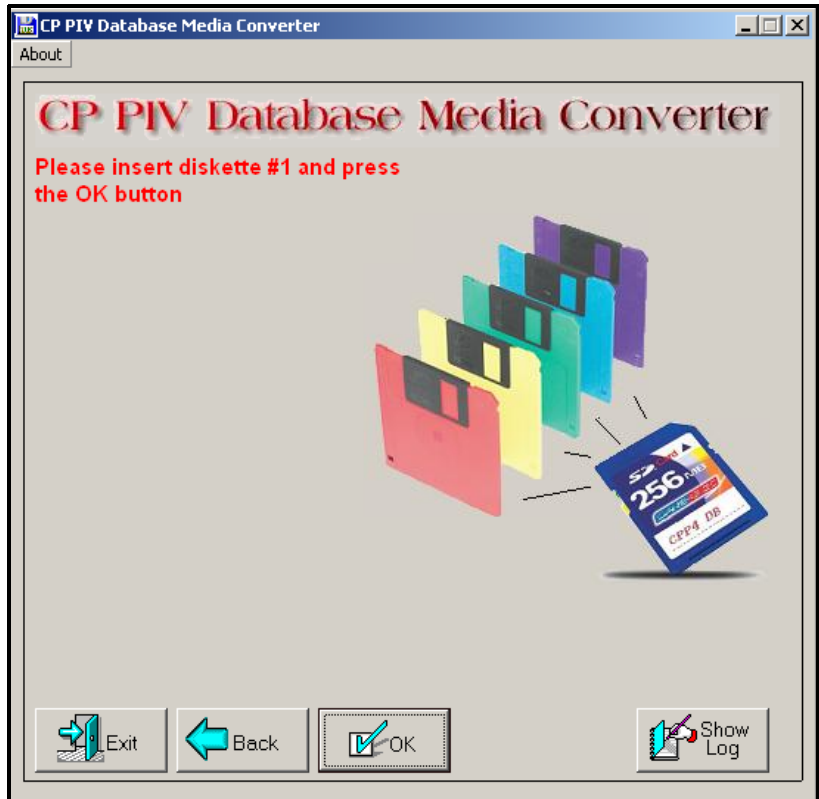 CP PIV Database Media Converter
About
CP PIV Database Media Converter
Please insert diskette #1 and press
the OK button
256 MB
CPP4 DB
Exit
Back
OK
Show
Log